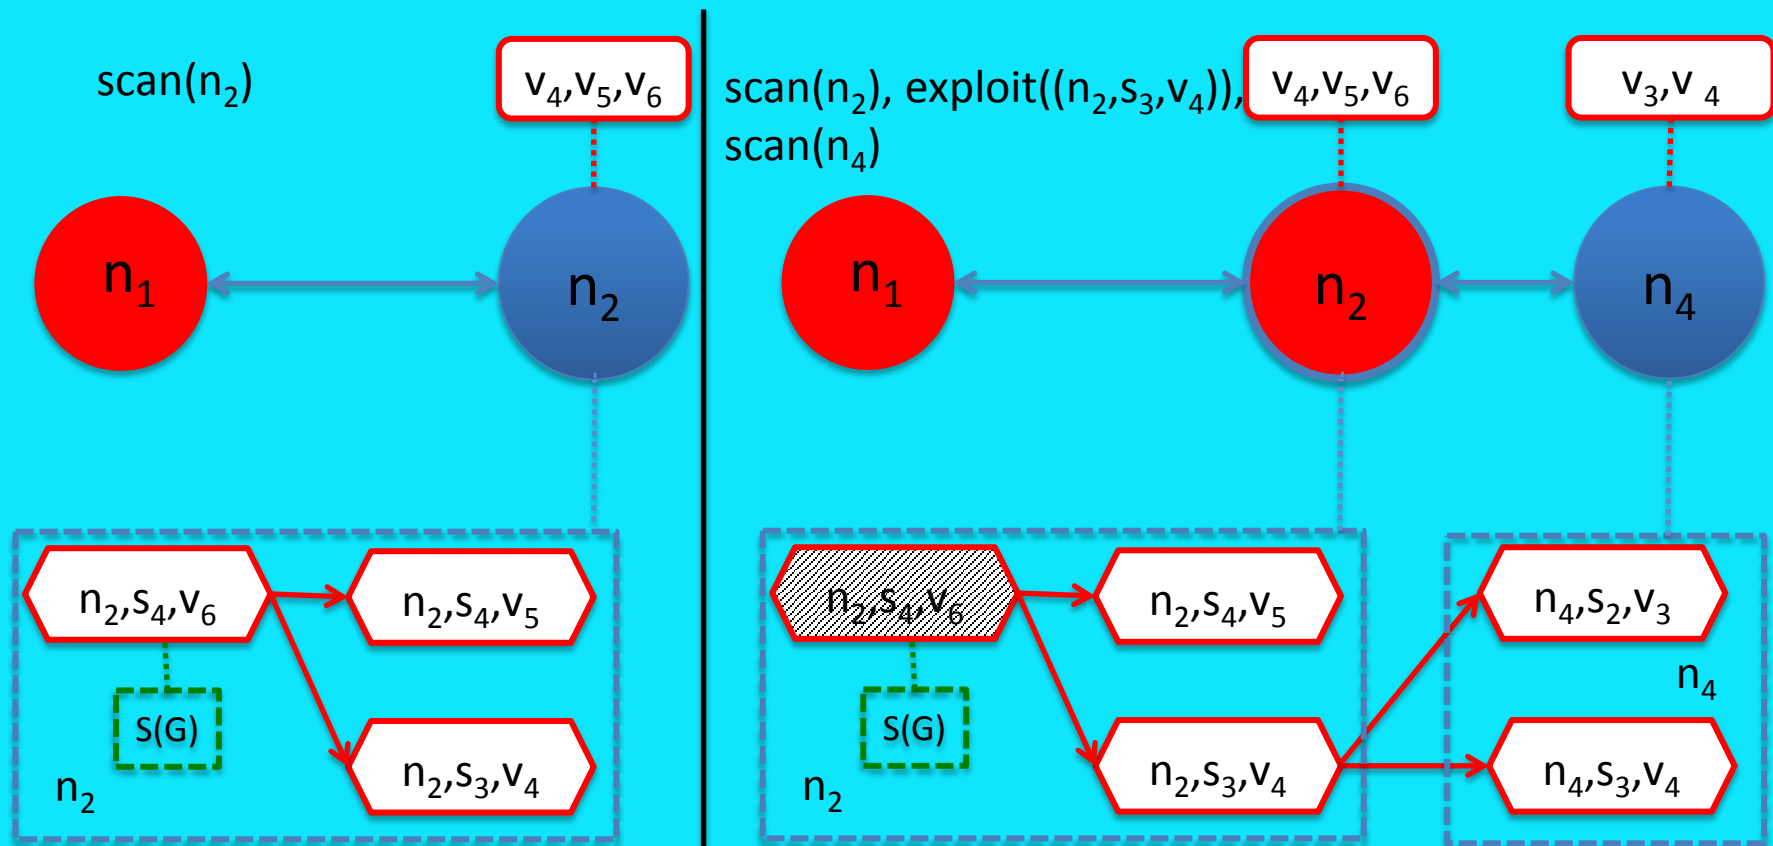 scan(n₂)
v₄,v₅,v₆
n₁
n₂
n₂,s₄,v₆
n₂,s₄,v₅
S(G)
n₂,s₃,v₄
n₂
scan(n₂), exploit((n₂,s₃,v₄)),
scan(n₄)
v₄,v₅,v₆
v₃,v ₄
n₁
n₂
n₄
n₂,s₄,v₆
n₂,s₄,v₅
n₄,s₂,v₃
n₄
S(G)
n₂,s₃,v₄
n₄,s₃,v₄
n₂